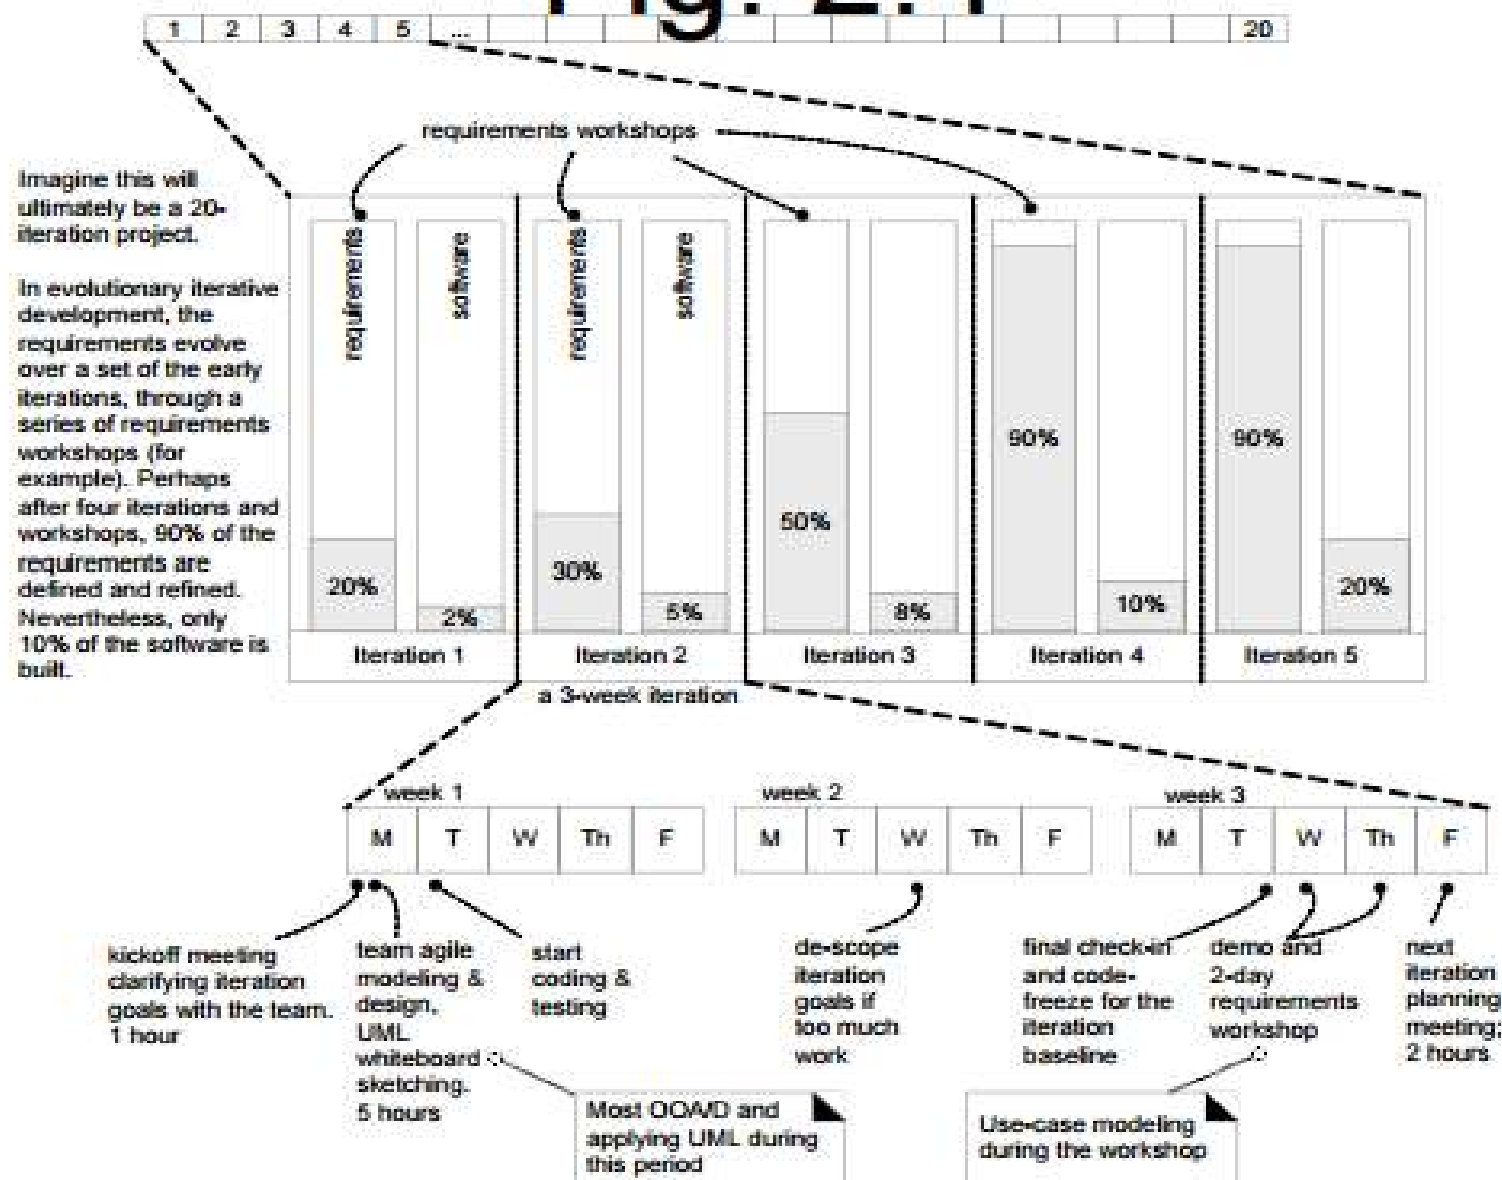 Fig. 2.4
1 2 3 4 5 ... 20
requirements workshops
Imagine this will
ultimately be a 20-
iteration project.
In evolutionary iterative
development, the
requirements evolve
over a set of the early
iterations, through a
series of requirements
workshops (for
example). Perhaps
after four iterations and
workshops, 90% of the
requirements are
defined and refined.
Nevertheless, only
10% of the software is
built.
requirements
software
requirements
software
20%
2%
30%
5%
50%
8%
90%
10%
90%
20%
Iteration 1
Iteration 2
Iteration 3
Iteration 4
Iteration 5
a 3-week iteration
week 1
week 2
week 3
M T W Th F
M T W Th F
M T W Th F
kickoff meeting
clarifying iteration
goals with the team.
1 hour
team agile
modeling &
design,
UML
whiteboard
sketching.
5 hours
start
coding &
testing
de-scope
iteration
goals if
too much
work
final check-in
and code-
freeze for the
iteration
baseline
demo and
2-day
requirements
workshop
next
iteration
planning
meeting;
2 hours
Most OOA/D and
applying UML during
this period
Use-case modeling
during the workshop